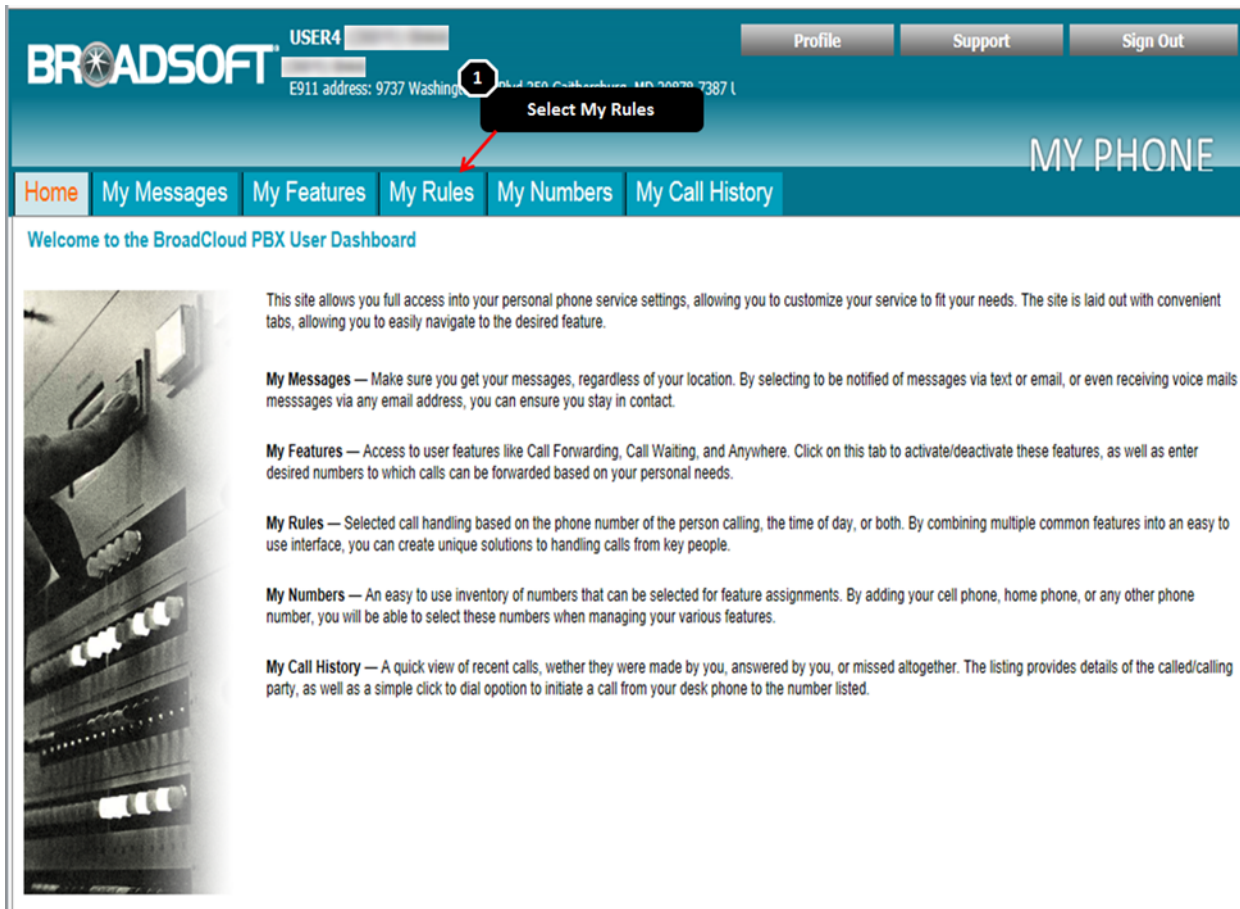 BROADSOFT
USER4
Profile
Support
Sign Out
E911 address: 9737 Washing Blvd 250 Gaithersburg, MD 20878-7387 U
1
Select My Rules
MY PHONE
Home My Messages My Features My Rules My Numbers My Call History
Welcome to the BroadCloud PBX User Dashboard
This site allows you full access into your personal phone service settings, allowing you to customize your service to fit your needs. The site is laid out with convenient
tabs, allowing you to easily navigate to the desired feature.
My Messages — Make sure you get your messages, regardless of your location. By selecting to be notified of messages via text or email, or even receiving voice mails
messsages via any email address, you can ensure you stay in contact.
My Features — Access to user features like Call Forwarding, Call Waiting, and Anywhere. Click on this tab to activate/deactivate these features, as well as enter
desired numbers to which calls can be forwarded based on your personal needs.
My Rules — Selected call handling based on the phone number of the person calling, the time of day, or both. By combining multiple common features into an easy to
use interface, you can create unique solutions to handling calls from key people.
My Numbers — An easy to use inventory of numbers that can be selected for feature assignments. By adding your cell phone, home phone, or any other phone
number, you will be able to select these numbers when managing your various features.
My Call History — A quick view of recent calls, wether they were made by you, answered by you, or missed altogether. The listing provides details of the called/calling
party, as well as a simple click to dial opotion to initiate a call from your desk phone to the number listed.